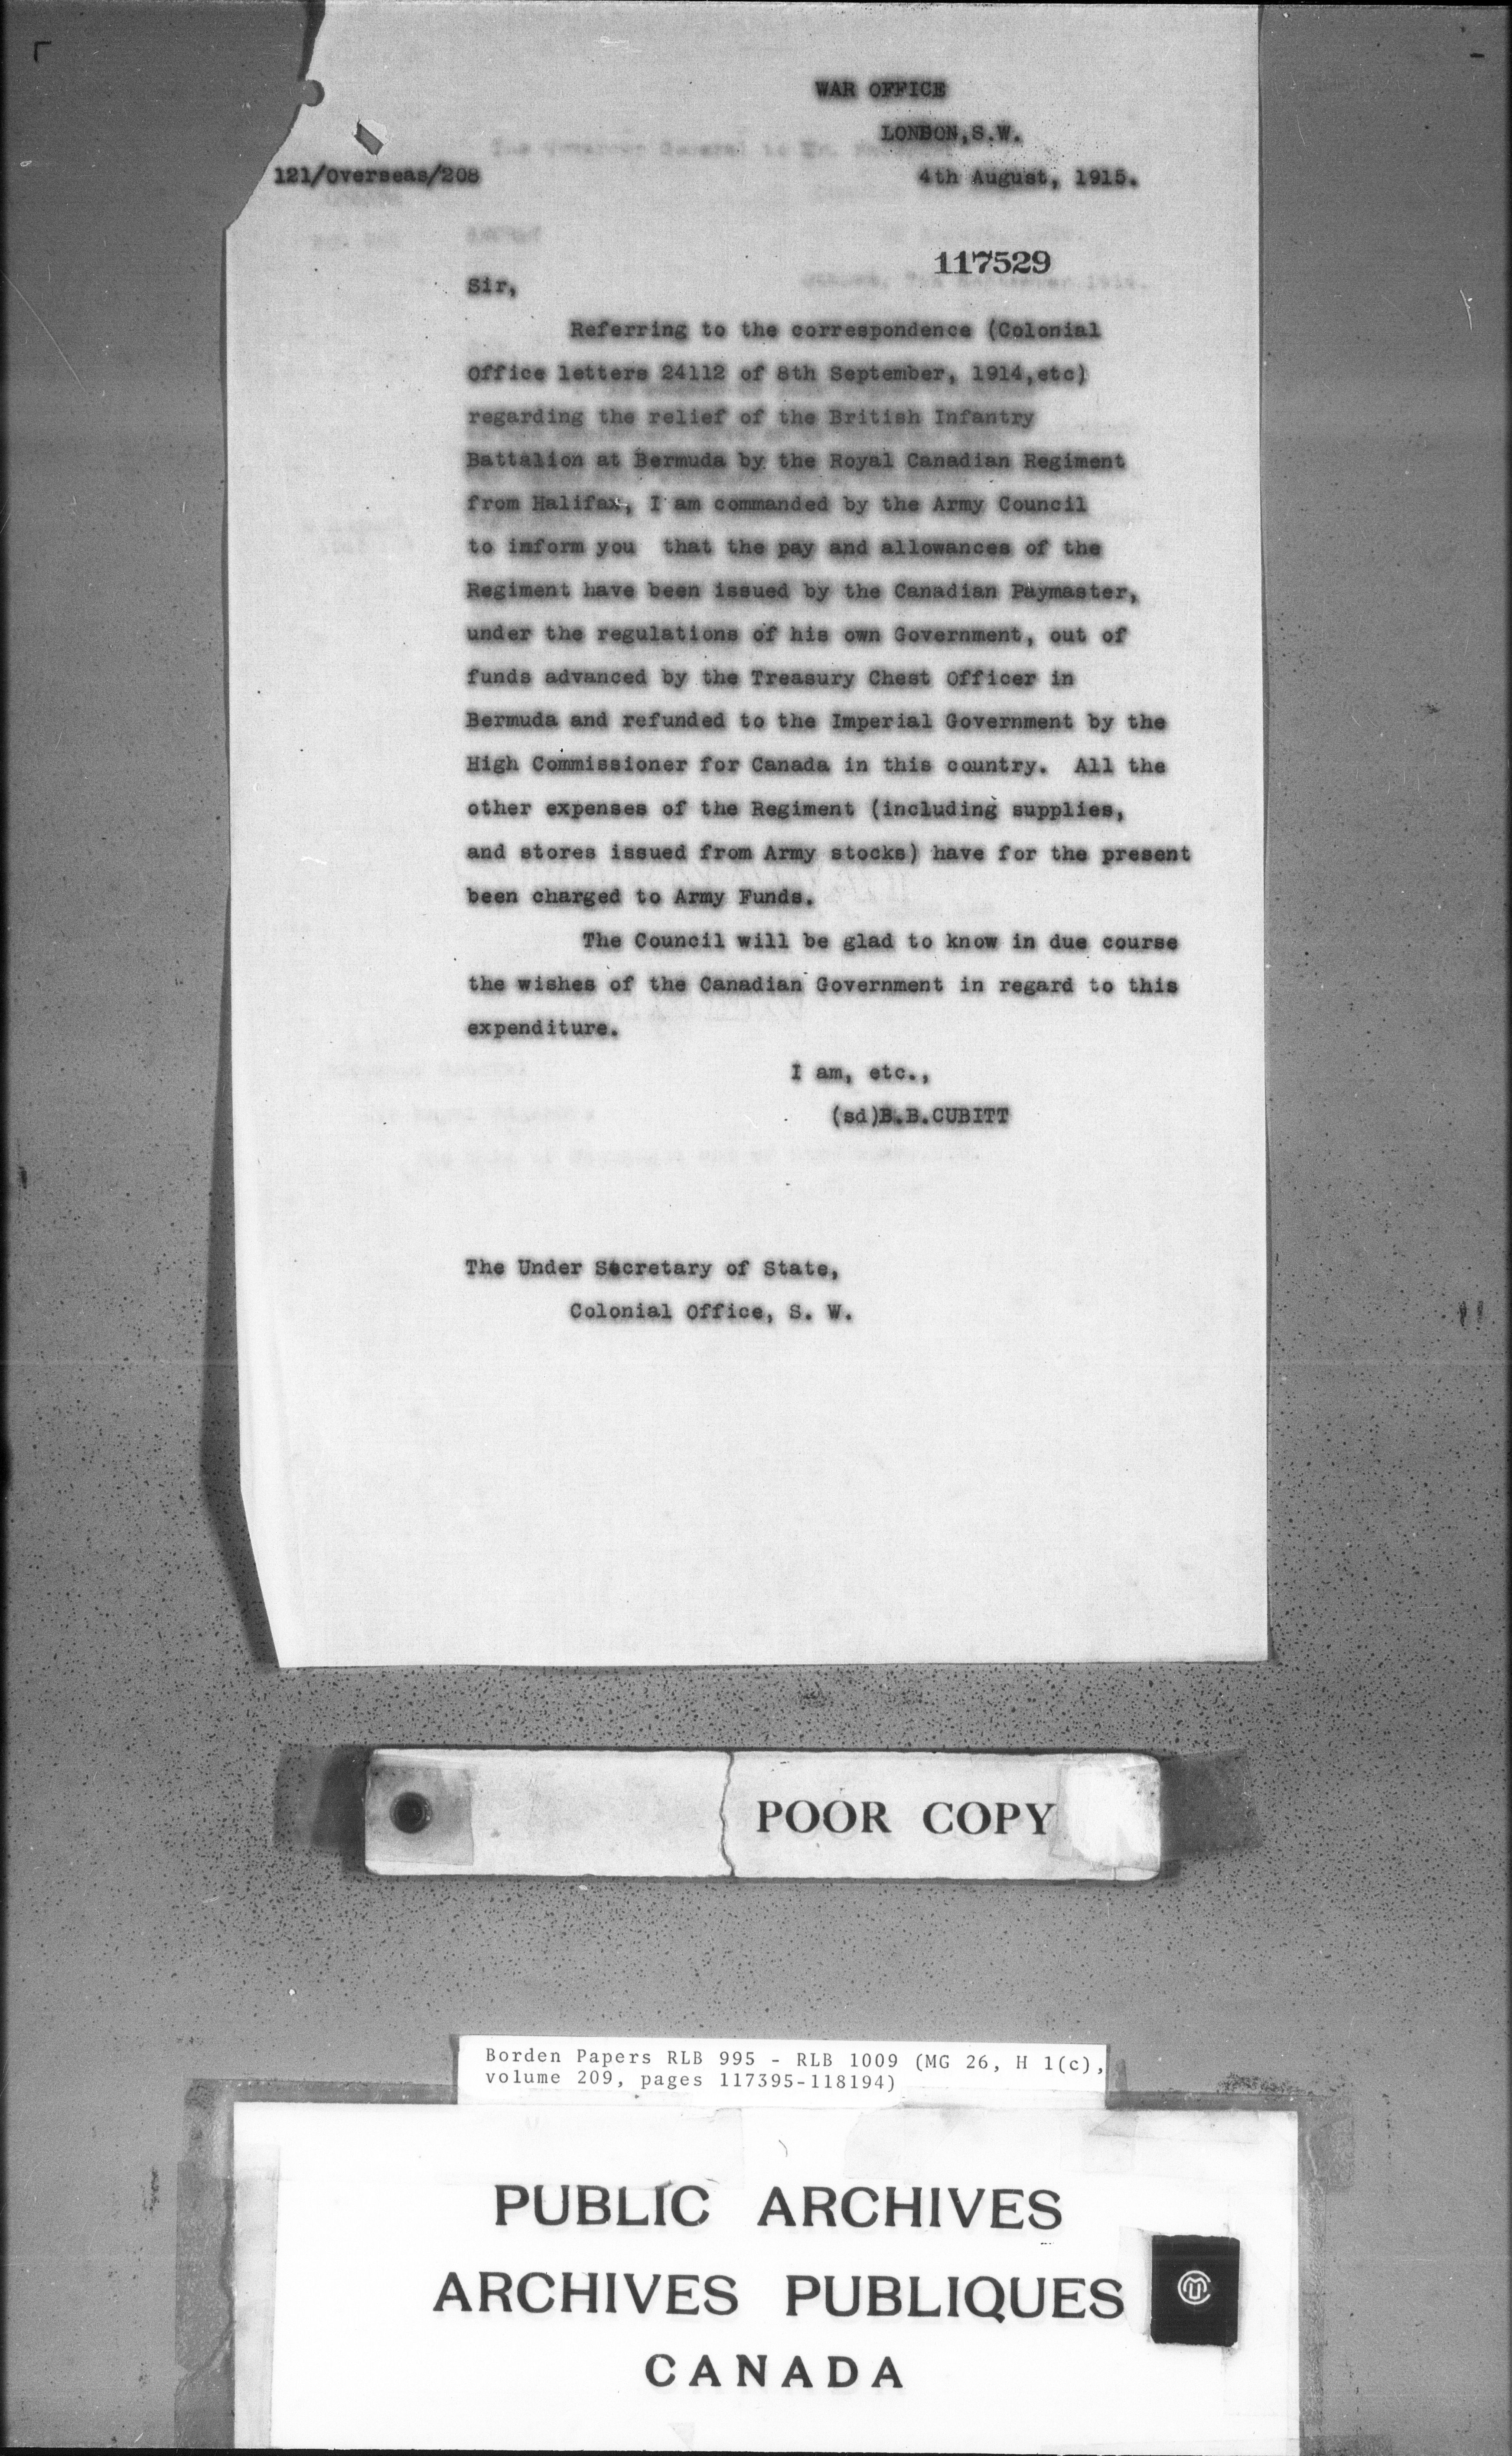 WAR OFFICE
LONDON,S.W.
121/Overseas/208
4th August, 1915.
117529
Sir,
Referring to the correspondence (Colonial
Office letters 24112 of 8th September, 1914,etc)
regarding the relief of the British Infantry
Battalion at Bermuda by the Royal Canadian Regiment
from Halifax, I am commanded by the Army Council
to imform you that the pay and allowances of the
Regiment have been issued by the Canadian Paymaster,
under the regulations of his own Government, out of
funds advanced by the Treasury Chest Officer in
Bermuda and refunded to the Imperial Government by the
High Commissioner for Canada in this country. All the
other expenses of the Regiment (including supplies,
and stores issued from Army stocks) have for the present
been charged to Army Funds.
The Council will be glad to know in due course
the wishes of the Canadian Government in regard to this
expenditure.
I am, etc.,
(sd)B.B.CUBITT
The Under Secretary of State,
Colonial Office, S. W.
POOR COPY
Borden Papers RLB 995 - RLB 1009 (MG 26, H 1(c),
volume 209, pages 117395-118194)
PUBLIC ARCHIVES
ARCHIVES PUBLIQUES
CANADA